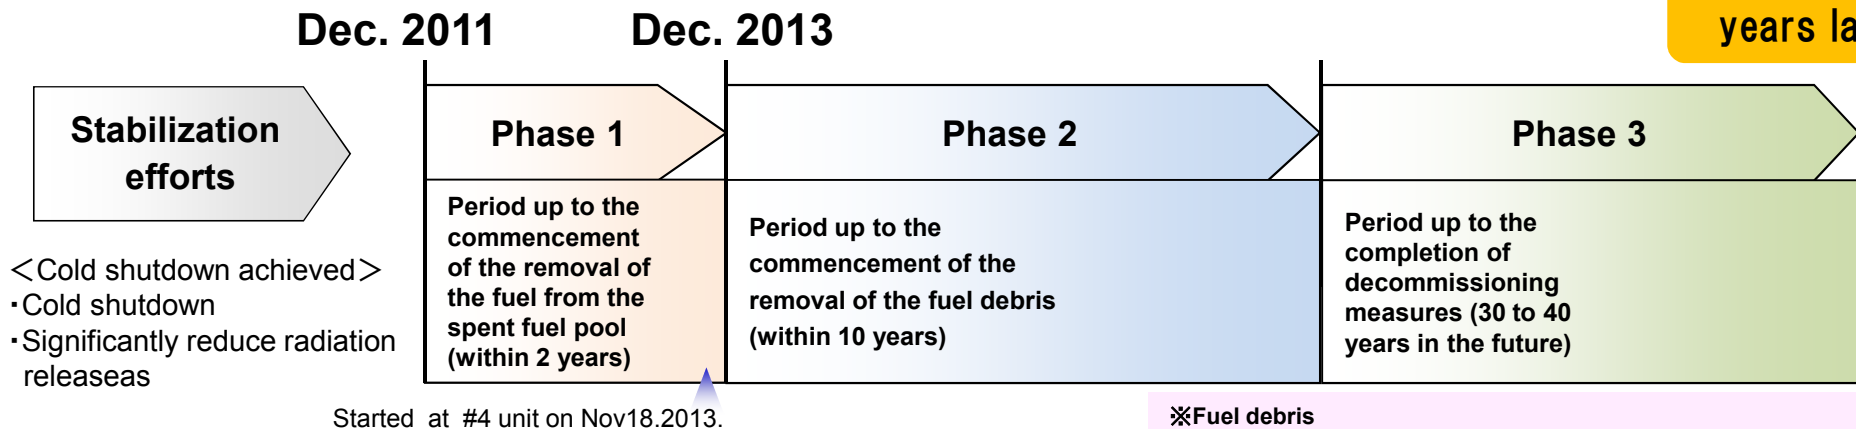 Dec. 2011
Dec. 2013
years la
Stabilization
efforts
Phase 1
Phase 2
Phase 3
<Cold shutdown achieved>
・Cold shutdown
・Significantly reduce radiation
releaseas
Period up to the
commencement
of the removal of
the fuel from the
spent fuel pool
(within 2 years)
Period up to the
commencement of the
removal of the fuel debris
(within 10 years)
Period up to the
completion of
decommissioning
measures (30 to 40
years in the future)
Started at #4 unit on Nov18.2013.
※Fuel debris